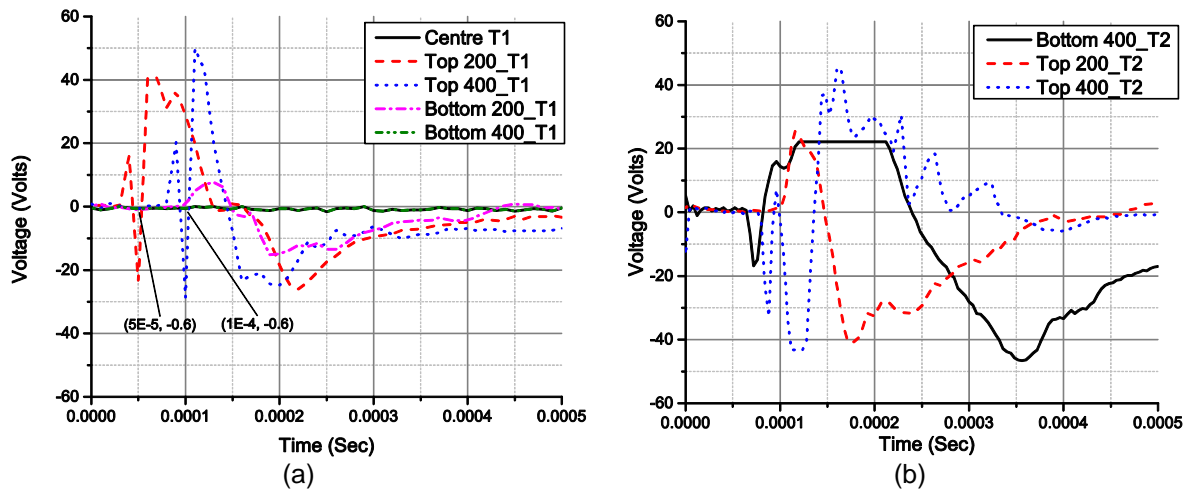 60
40
20
0
-20
-40
-60
Voltage (Volts)
Centre T1
Top 200_T1
Top 400_T1
Bottom 200_T1
Bottom 400_T1
(5E-5, -0.6)
(1E-4, -0.6)
0.0000 0.0001 0.0002 0.0003 0.0004 0.0005
Time (Sec)
(a)
60
40
20
0
-20
-40
-60
Voltage (Volts)
Bottom 400_T2
Top 200_T2
Top 400_T2
0.0000 0.0001 0.0002 0.0003 0.0004 0.0005
Time (Sec)
(b)